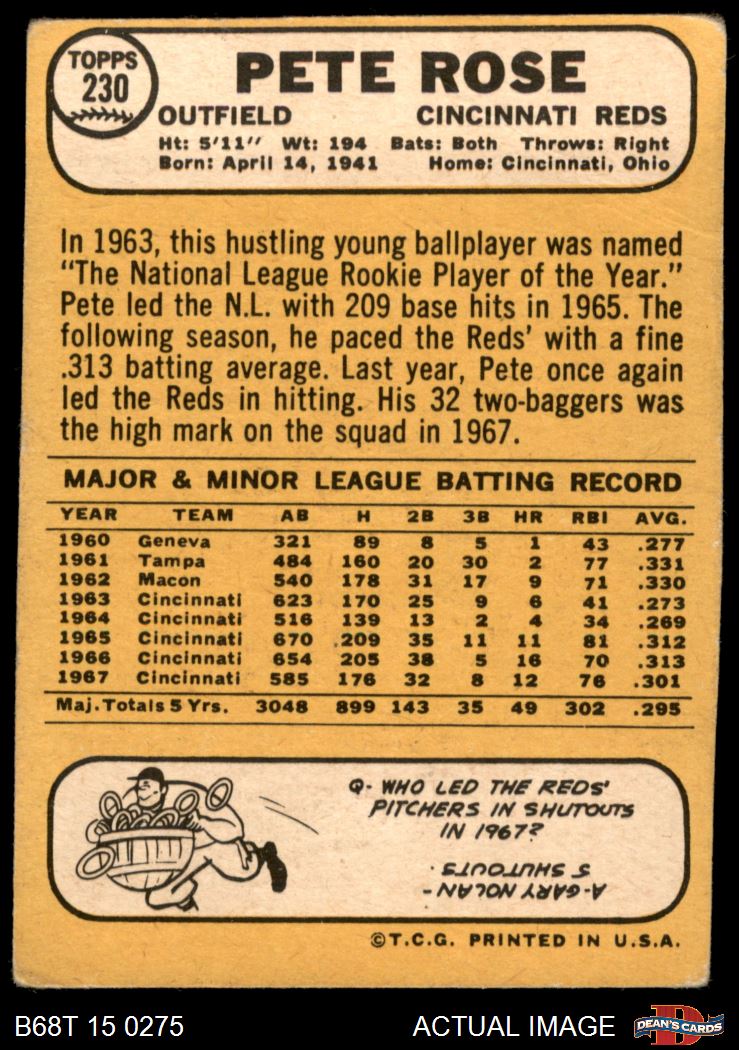 TOPPS
230
PETE ROSE
OUTFIELD CINCINNATI REDS
Ht: 5'11" Wt: 194 Bats: Both Throws: Right
Born: April 14, 1941 Home: Cincinnati, Ohio
In 1963, this hustling young ballplayer was named
“The National League Rookie Player of the Year.”
Pete led the N.L. with 209 base hits in 1965. The
following season, he paced the Reds’ with a fine
.313 batting average. Last year, Pete once again
led the Reds in hitting. His 32 two-baggers was
the high mark on the squad in 1967.
MAJOR & MINOR LEAGUE BATTING RECORD
YEAR TEAM AB H 2B 3B HR RBI AVG.
1960 Geneva 321 89 8 5 1 43 .277
1961 Tampa 484 160 20 30 2 77 .331
1962 Macon 540 178 31 17 9 71 .330
1963 Cincinnati 623 170 25 9 6 41 .273
1964 Cincinnati 516 139 13 2 4 34 .269
1965 Cincinnati 670 209 35 11 11 81 .312
1966 Cincinnati 654 205 38 5 16 70 .313
1967 Cincinnati 585 176 32 8 12 76 .301
Maj. Totals 5 Yrs. 3048 899 143 35 49 302 .295
Q- WHO LED THE REDS'
PITCHERS IN SHUTOUTS
IN 1967?
A-GARY NOLAN-
5 SHUTOUTS.
©T.C.G. PRINTED IN U.S.A.
B68T 15 0275 ACTUAL IMAGE
D
DEAN'S CARDS